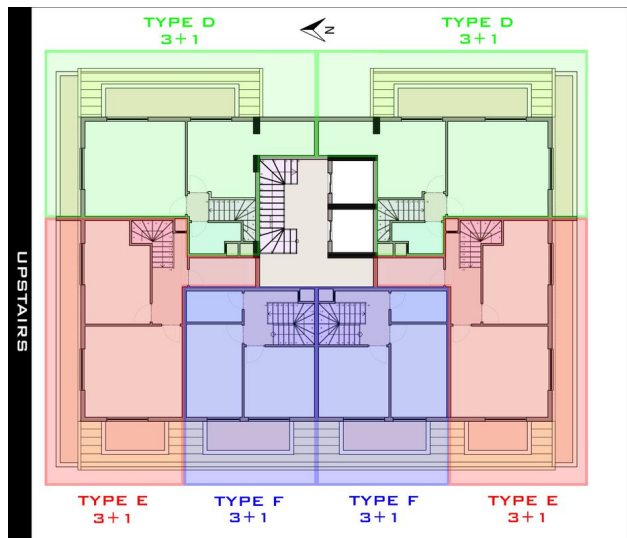 TYPE D
3+1
N
TYPE D
3+1
UPSTAIRS
TYPE E
3+1
TYPE F
3+1
TYPE F
3+1
TYPE E
3+1